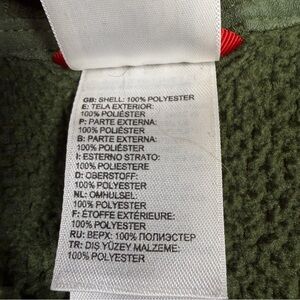 GB: SHELL: 100% POLYESTER
E: TELA EXTERIOR:
100% POLIÉSTER
P: PARTE EXTERNA:
100% POLIÉSTER
B: PARTE EXTERNA:
100% POLIÉSTER
I: ESTERNO STRATO:
100% POLIESTERE
D: OBERSTOFF:
100% POLYESTER
NL: OMHULSEL:
100% POLYESTER
F: ÉTOFFE EXTÉRIEURE:
100% POLYESTER
RU: ВЕРХ: 100% ПОЛИЭСТЕР
TR: DIS YÜZEY MALZEME:
100% POLYESTER